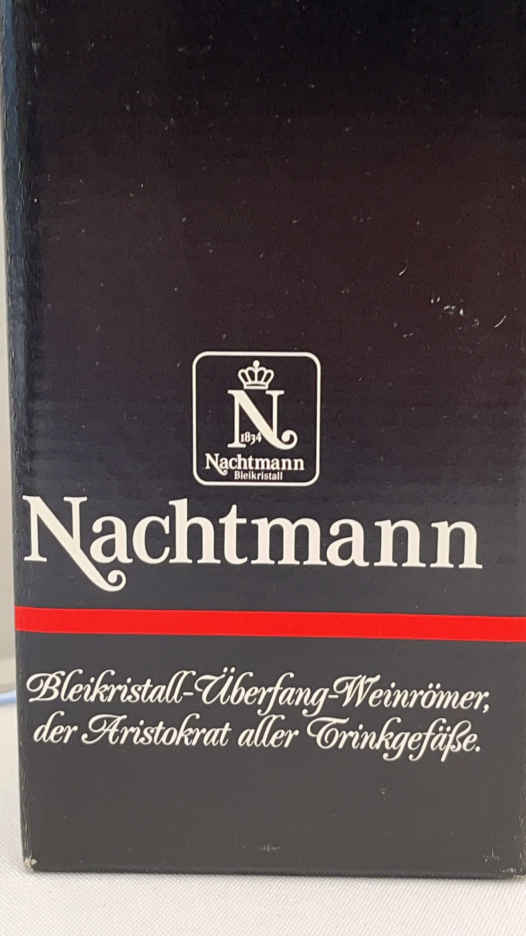 N
1834
Nachtmann
Bleikristall
Nachtmann
Bleikristall-Überfang-Weinrömer,
der Aristokrat aller Trinkgefäße.